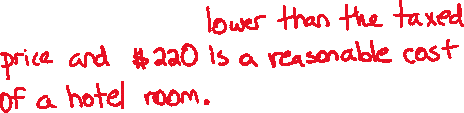 lower than the taxed
price and $220 is a reasonable cost
of a hotel room.